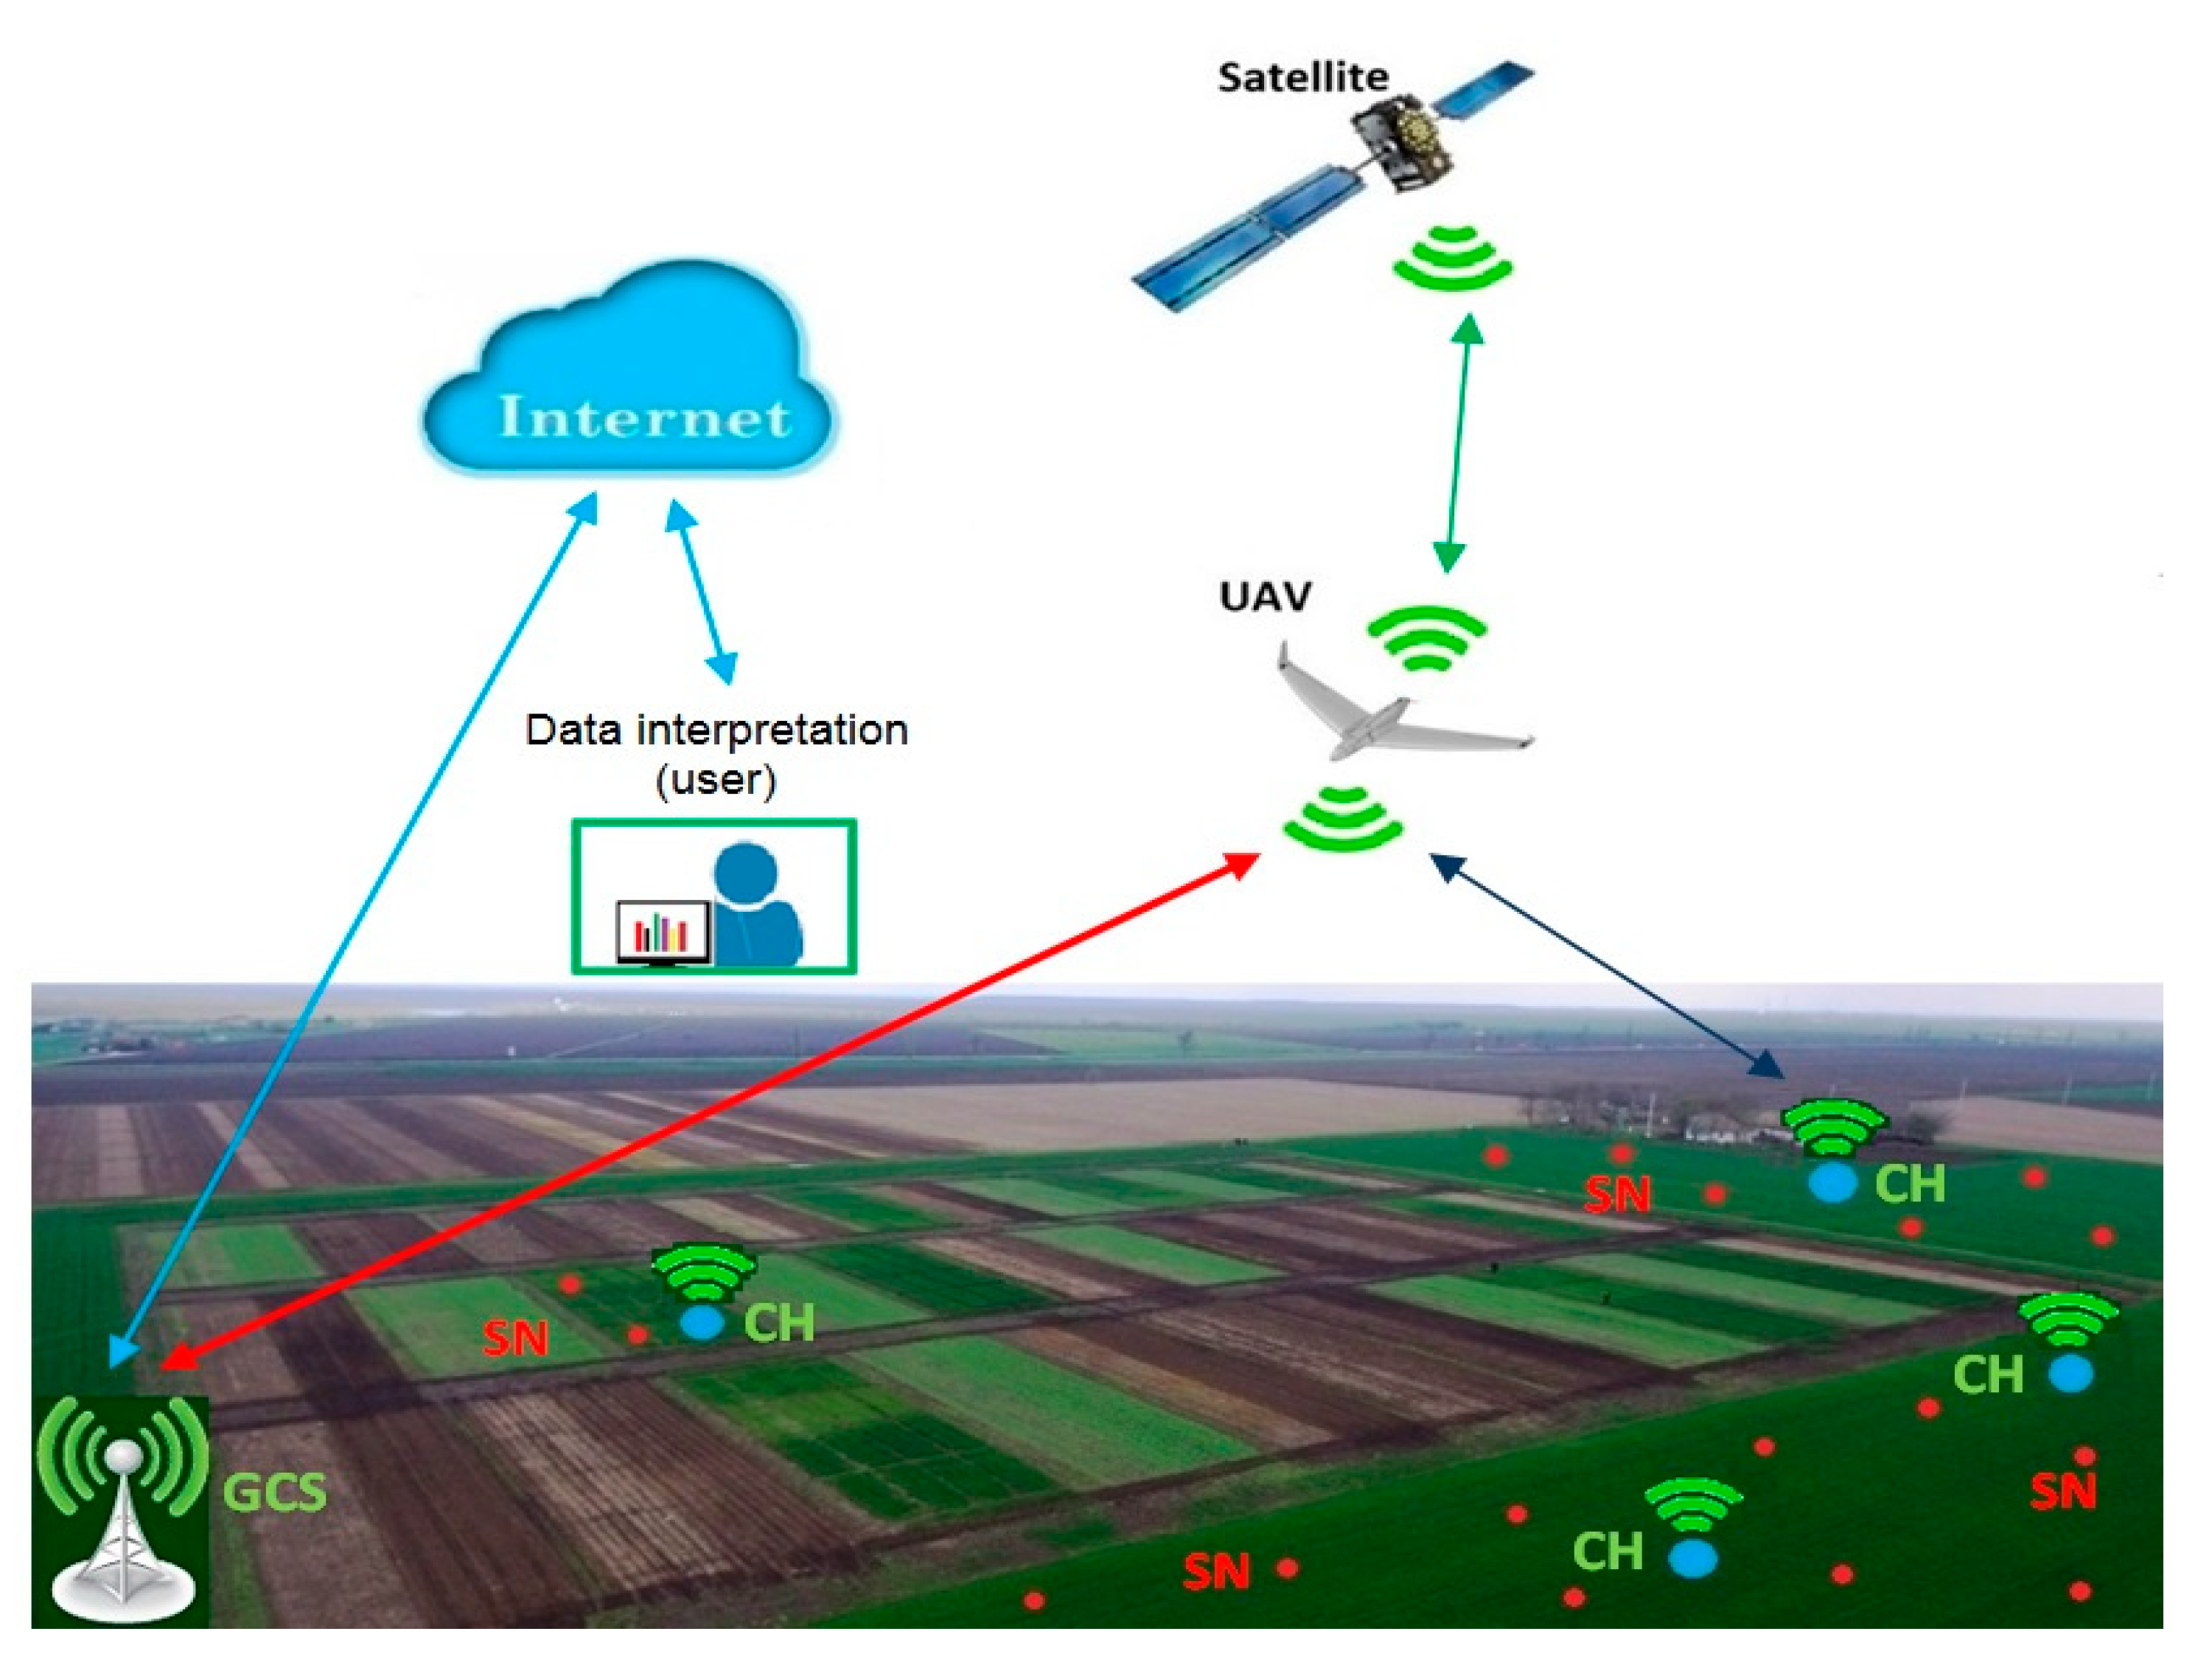 Satellite
Internet
UAV
Data interpretation
(user)
SN
CH
SN
CH
CH
GCS
SN
CH
SN